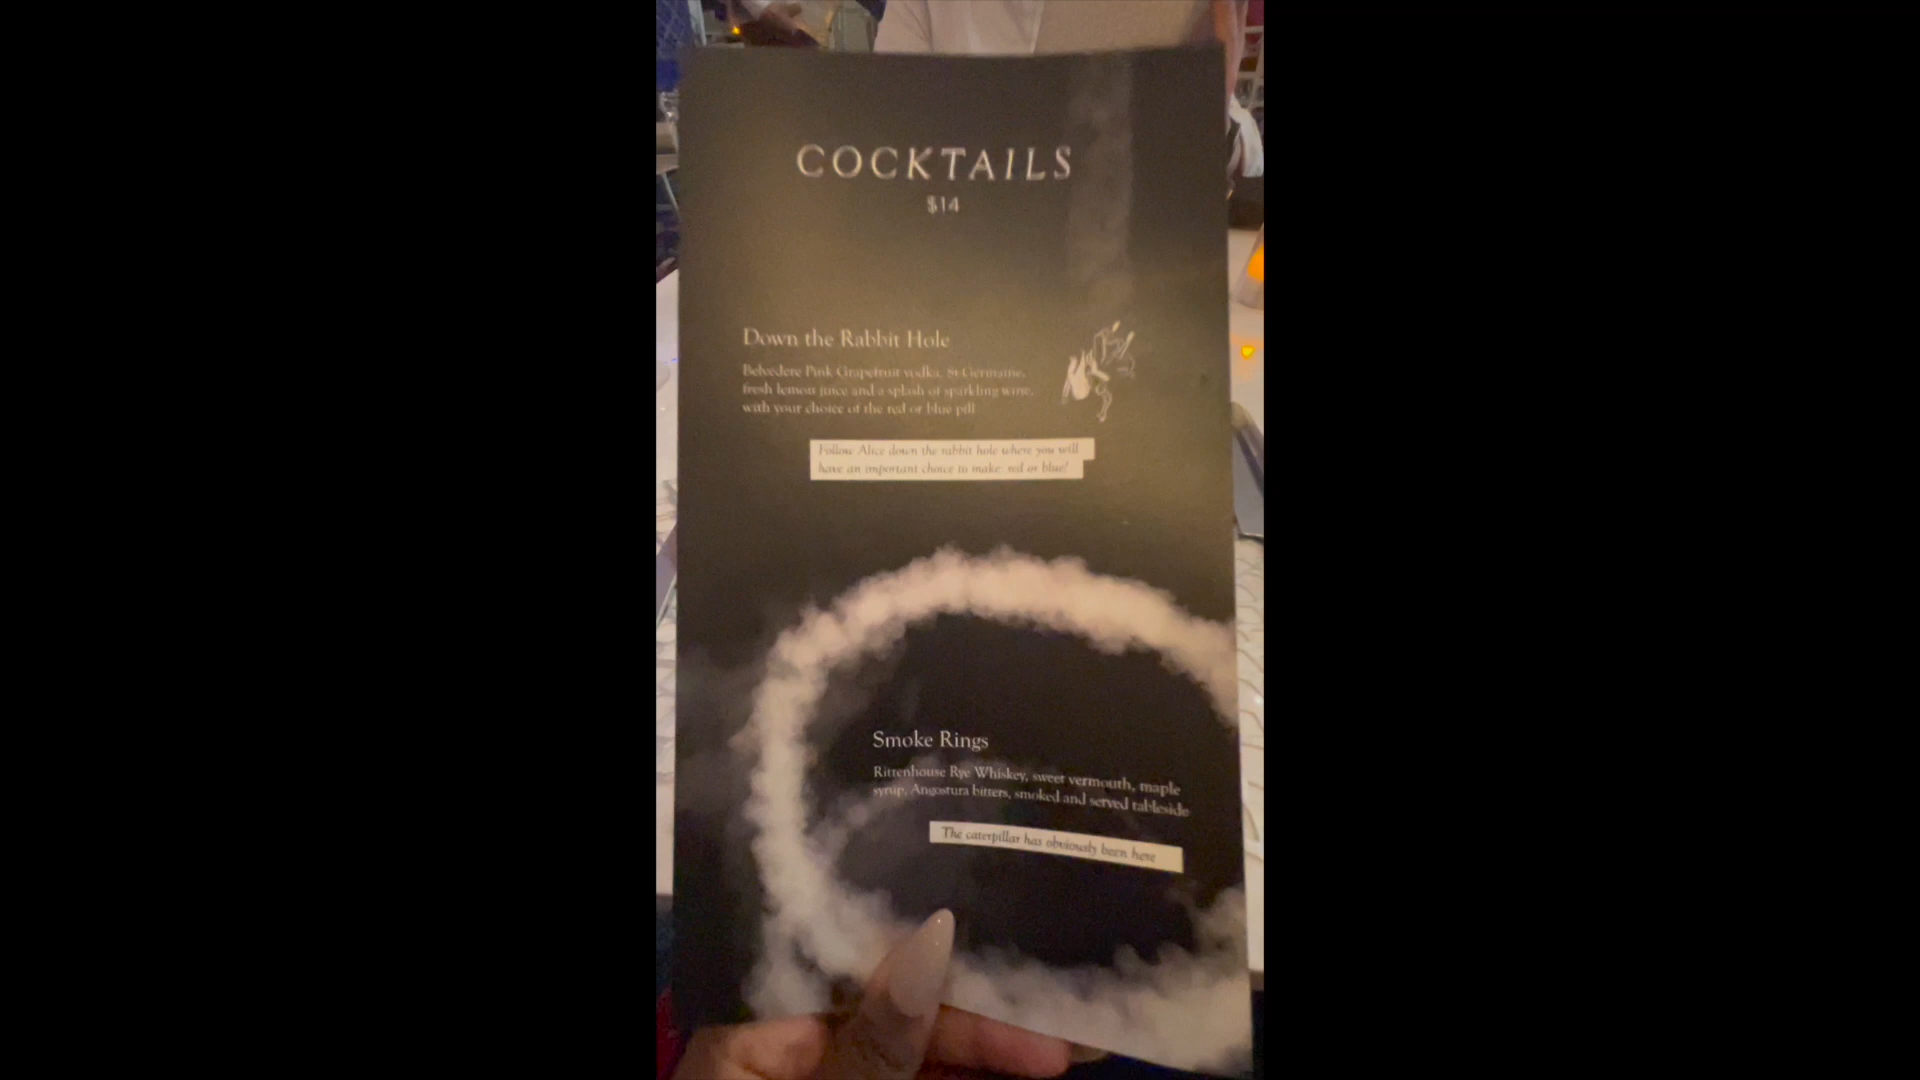 COCKTAILS
$14
Down the Rabbit Hole
Belvedere Pink Grapefruit vodka, St Germaine,
fresh lemon juice and a splash of sparkling wine,
with your choice of the red or blue pill
Follow Alice down the rabbit hole where you will
have an important choice to make: red or blue?
Smoke Rings
Rittenhouse Rye Whiskey, sweet vermouth, maple
syrup, Angostura bitters, smoked and served tableside
The caterpillar has obviously been here